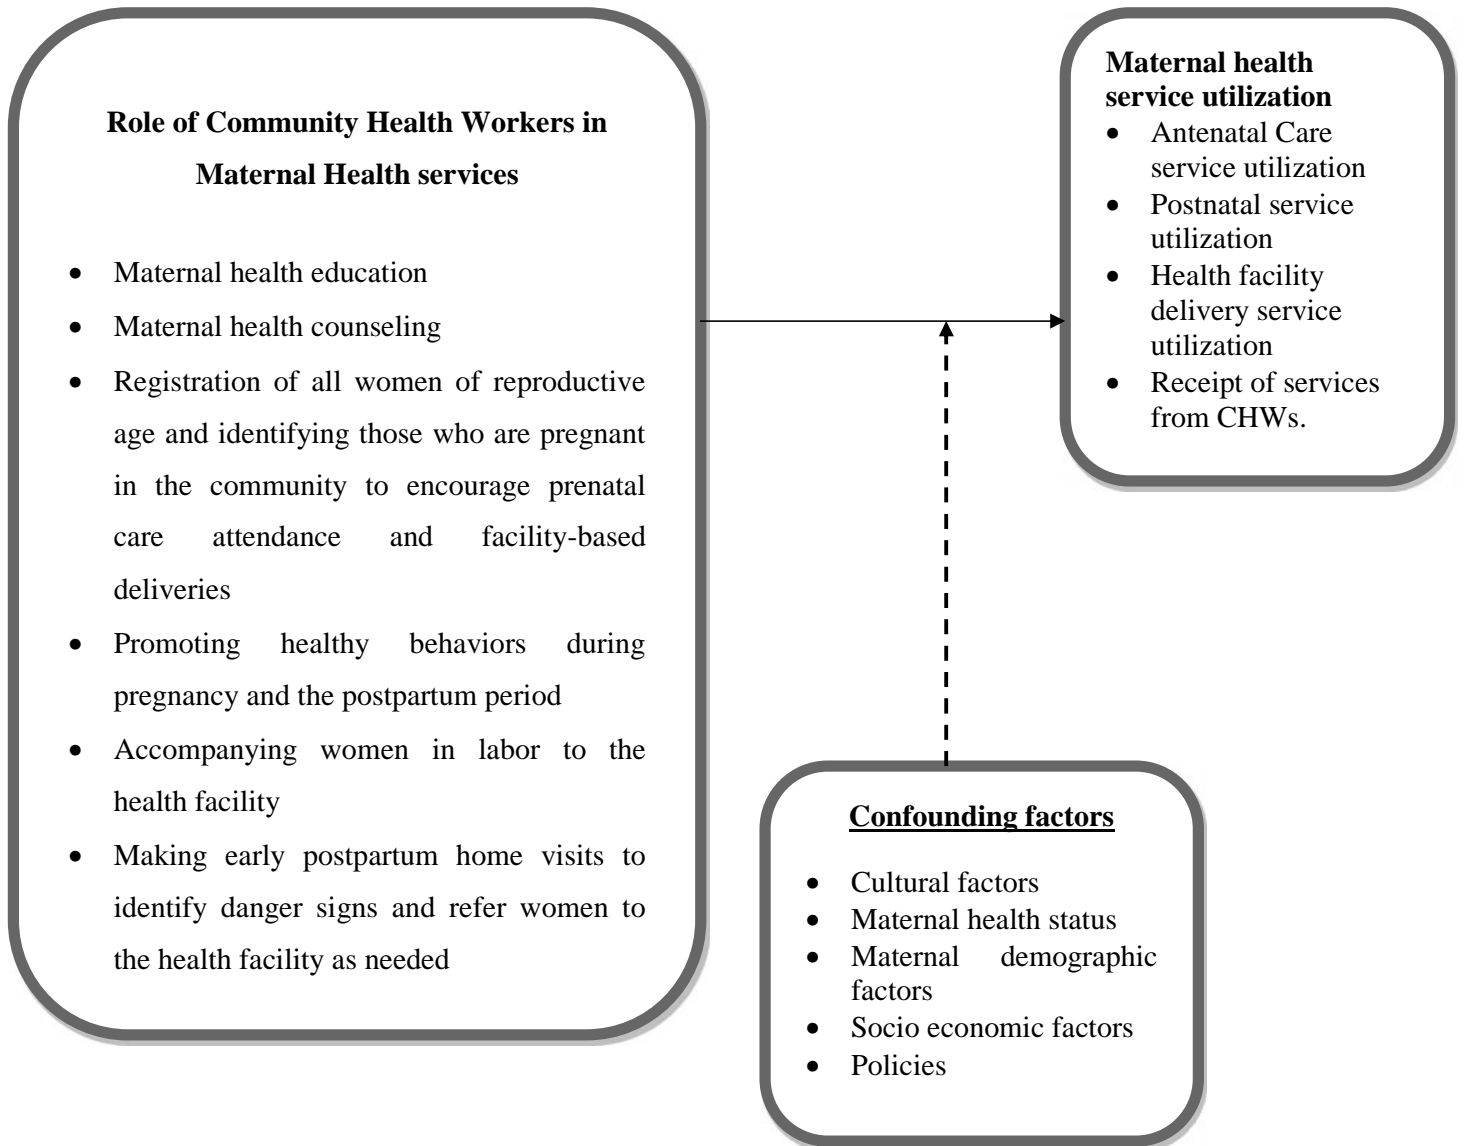 Role of Community Health Workers in
Maternal Health services
• Maternal health education
• Maternal health counseling
• Registration of all women of reproductive
age and identifying those who are pregnant
in the community to encourage prenatal
care attendance and facility-based
deliveries
• Promoting healthy behaviors during
pregnancy and the postpartum period
• Accompanying women in labor to the
health facility
• Making early postpartum home visits to
identify danger signs and refer women to
the health facility as needed
Maternal health
service utilization
• Antenatal Care
service utilization
• Postnatal service
utilization
• Health facility
delivery service
utilization
• Receipt of services
from CHWs.
Confounding factors
• Cultural factors
• Maternal health status
• Maternal demographic
factors
• Socio economic factors
• Policies